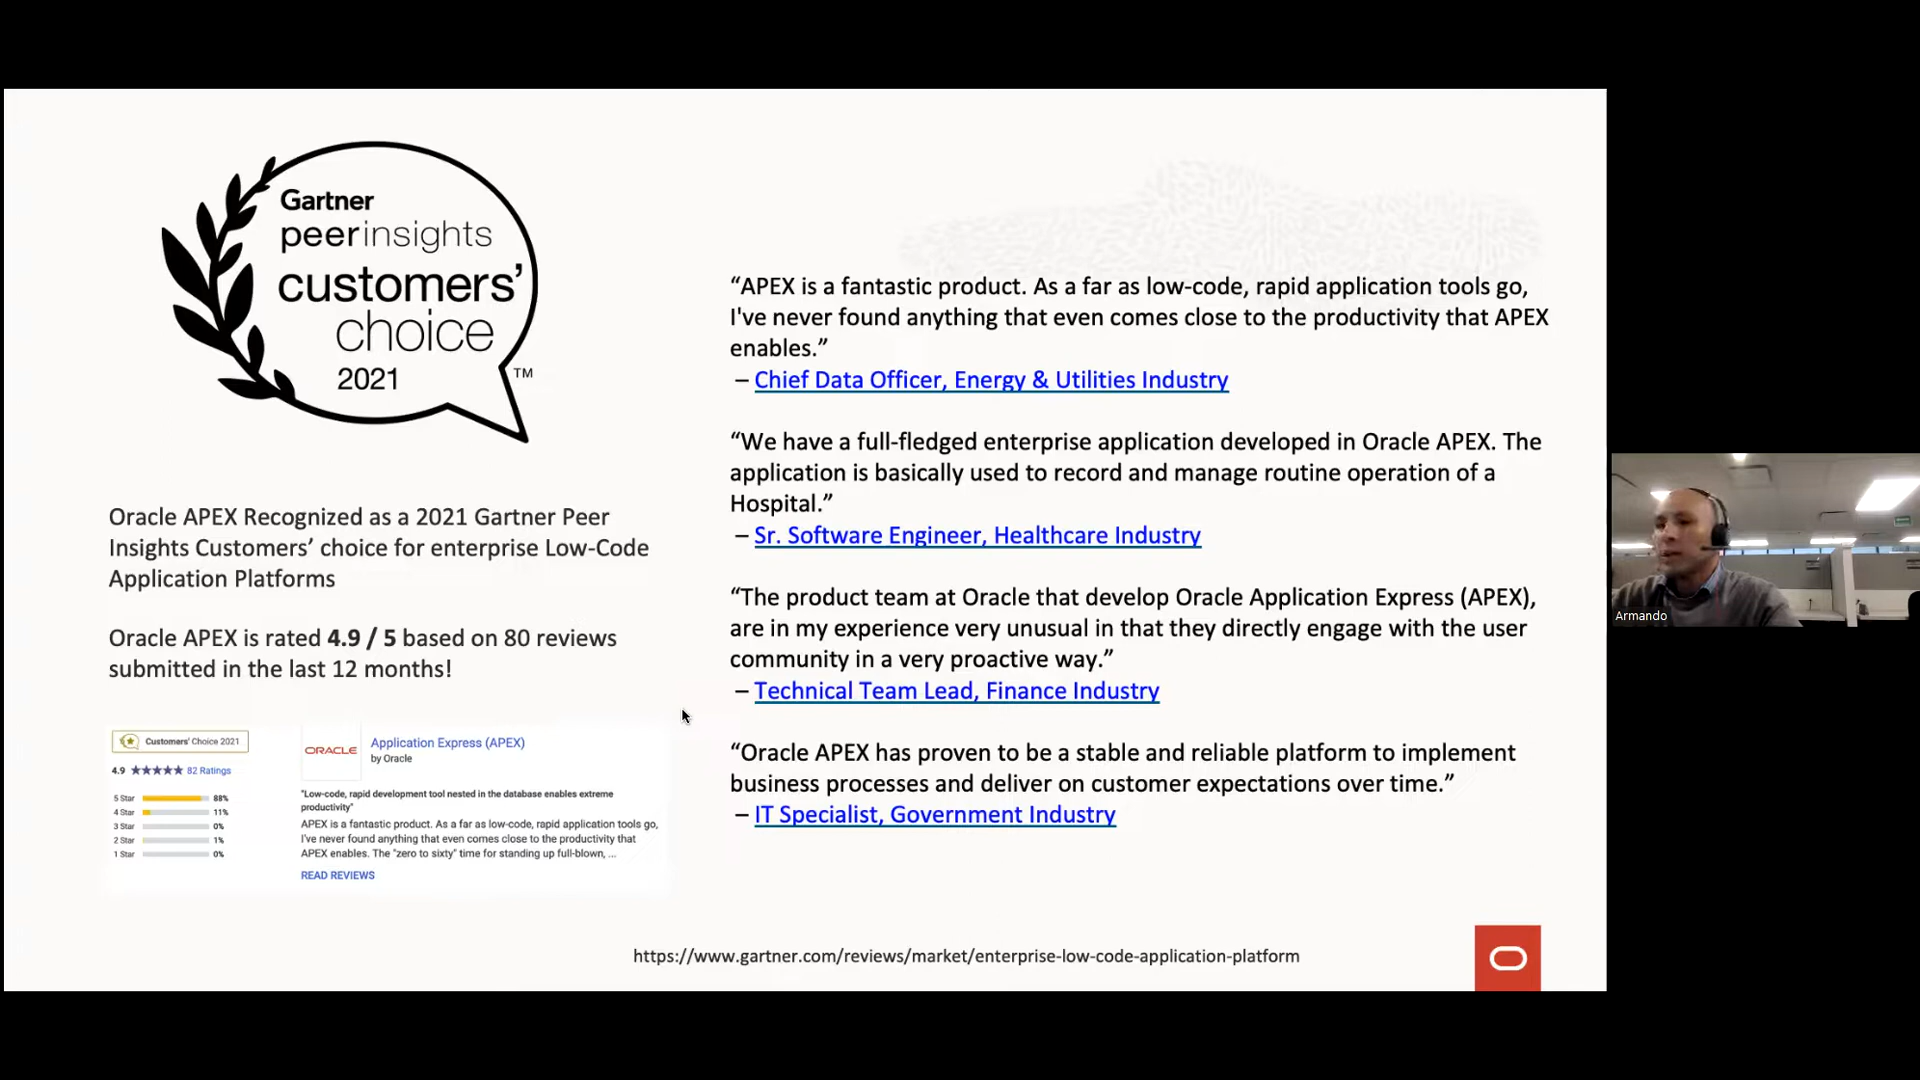 Gartner
peerinsights
customers’
choice
2021
TM
Oracle APEX Recognized as a 2021 Gartner Peer
Insights Customers’ choice for enterprise Low-Code
Application Platforms
Oracle APEX is rated 4.9 / 5 based on 80 reviews
submitted in the last 12 months!
Customers' Choice 2021
4.9 ★★★★★ 82 Ratings
5 Star 88%
4 Star 11%
3 Star 0%
2 Star 1%
1 Star 0%
ORACLE
Application Express (APEX)
by Oracle
"Low-code, rapid development tool nested in the database enables extreme
productivity"
APEX is a fantastic product. As a far as low-code, rapid application tools go,
I've never found anything that even comes close to the productivity that
APEX enables. The "zero to sixty" time for standing up full-blown, ...
READ REVIEWS
“APEX is a fantastic product. As a far as low-code, rapid application tools go,
I've never found anything that even comes close to the productivity that APEX
enables.”
– Chief Data Officer, Energy & Utilities Industry
“We have a full-fledged enterprise application developed in Oracle APEX. The
application is basically used to record and manage routine operation of a
Hospital.”
– Sr. Software Engineer, Healthcare Industry
“The product team at Oracle that develop Oracle Application Express (APEX),
are in my experience very unusual in that they directly engage with the user
community in a very proactive way.”
– Technical Team Lead, Finance Industry
“Oracle APEX has proven to be a stable and reliable platform to implement
business processes and deliver on customer expectations over time.”
– IT Specialist, Government Industry
https://www.gartner.com/reviews/market/enterprise-low-code-application-platform
Armando